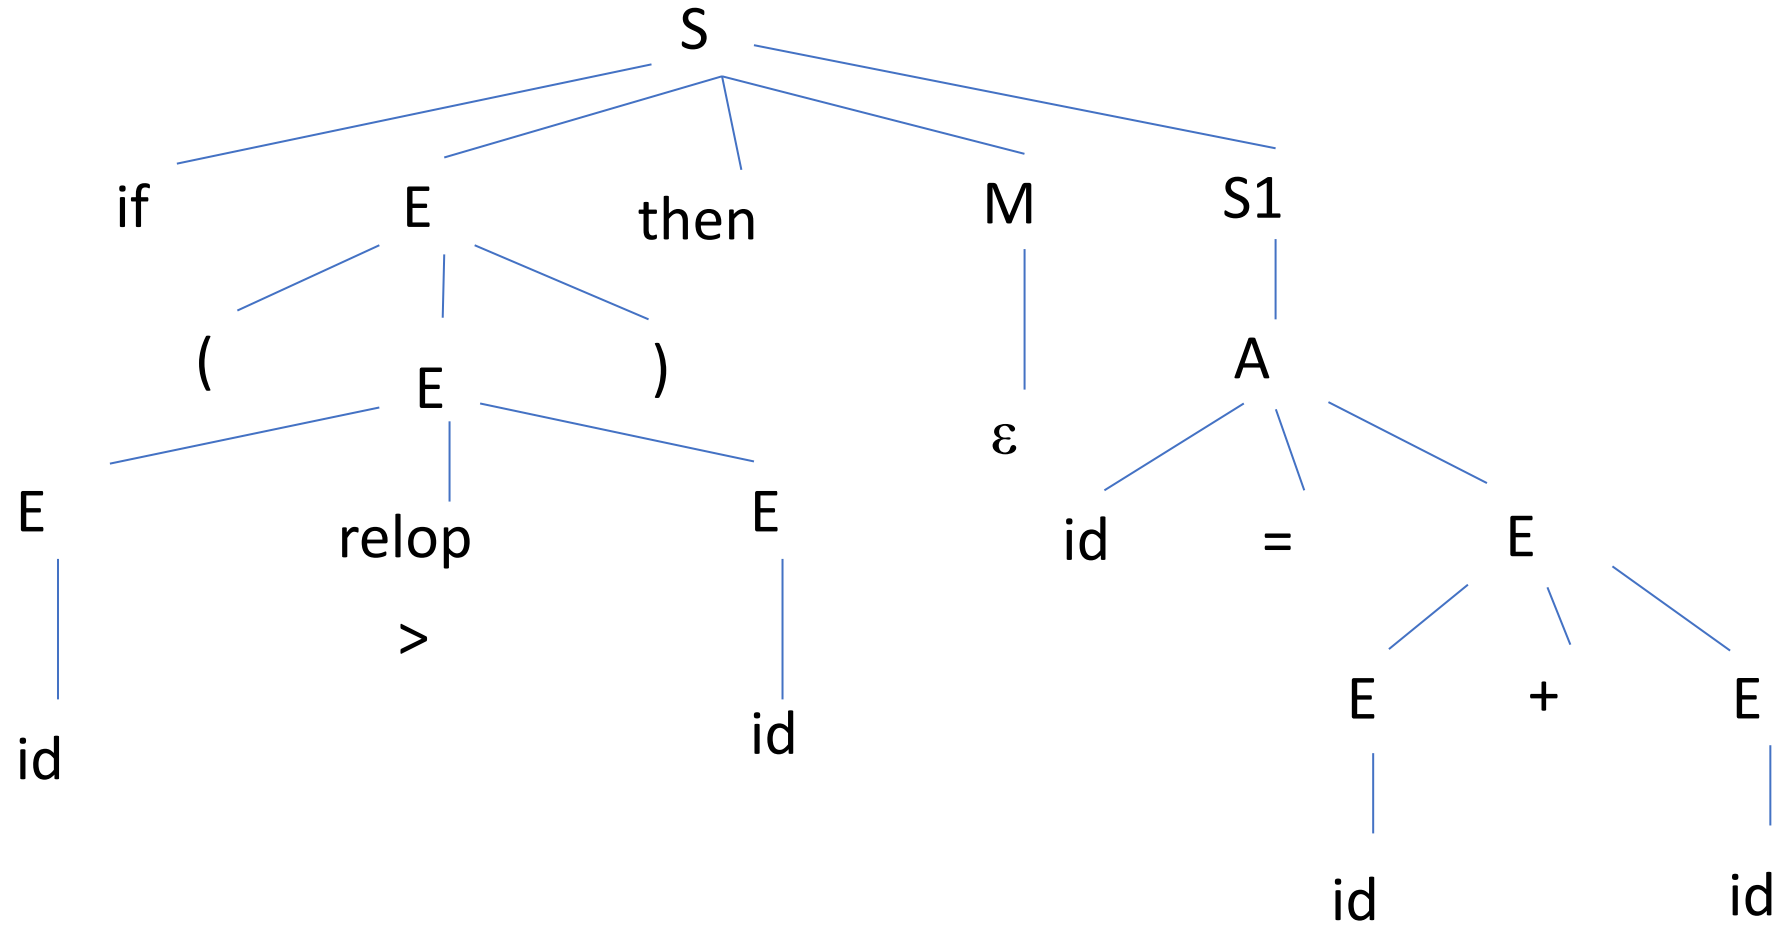 S
if E then M S1
( E ) A
ε
E relop E id = E
>
E + E
id id
id id